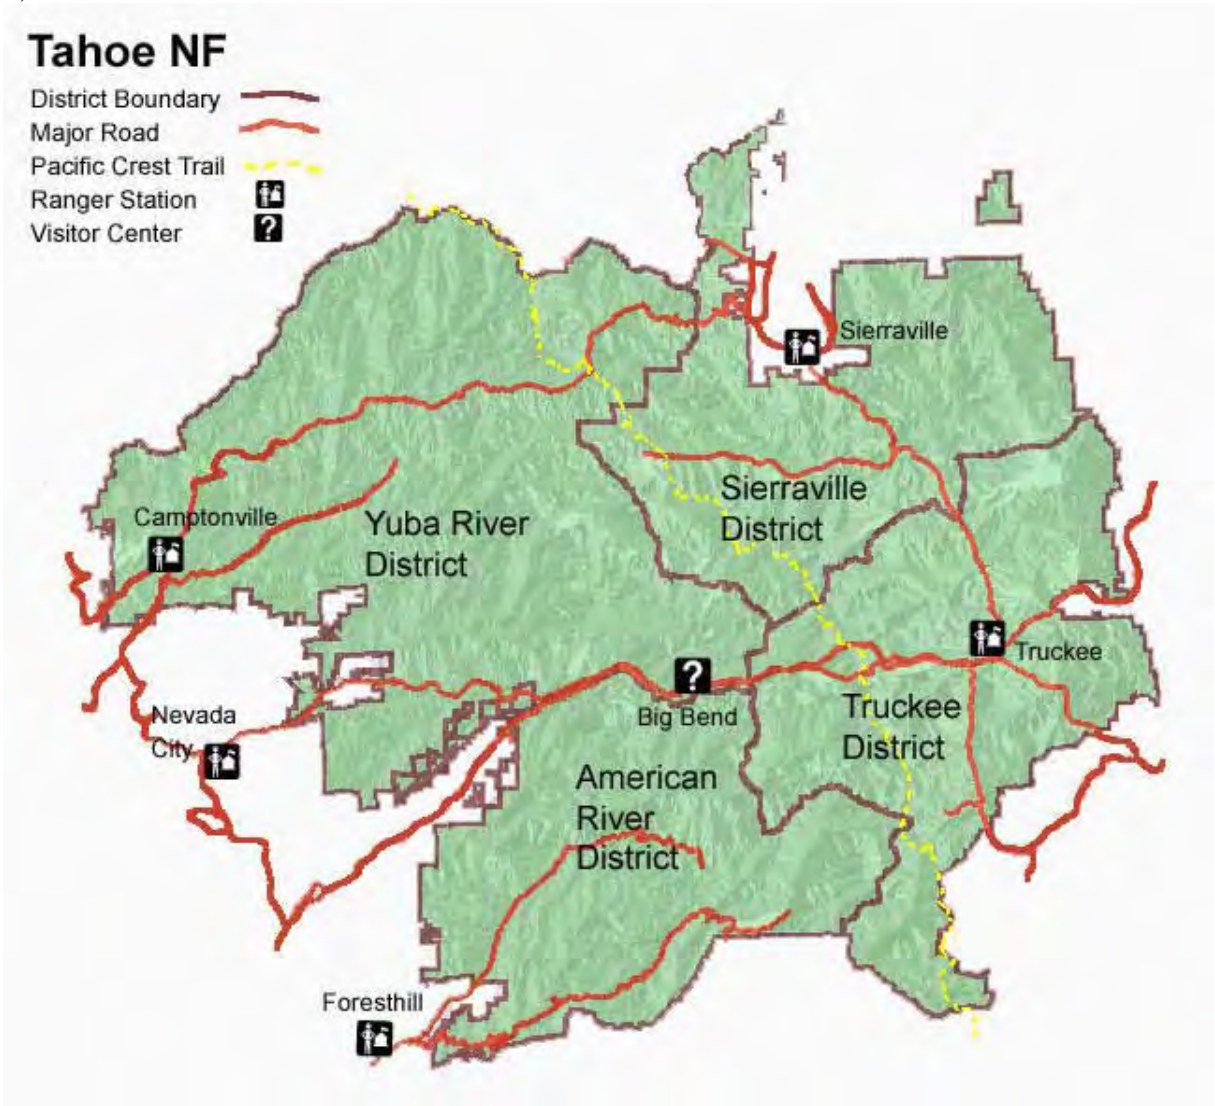 Tahoe NF
District Boundary
Major Road
Pacific Crest Trail
Ranger Station
Visitor Center
?
Sierraville
Camptonville
Yuba River
District
Sierraville
District
Truckee
?
Big Bend
Nevada
City
Truckee
District
American
River
District
Foresthill